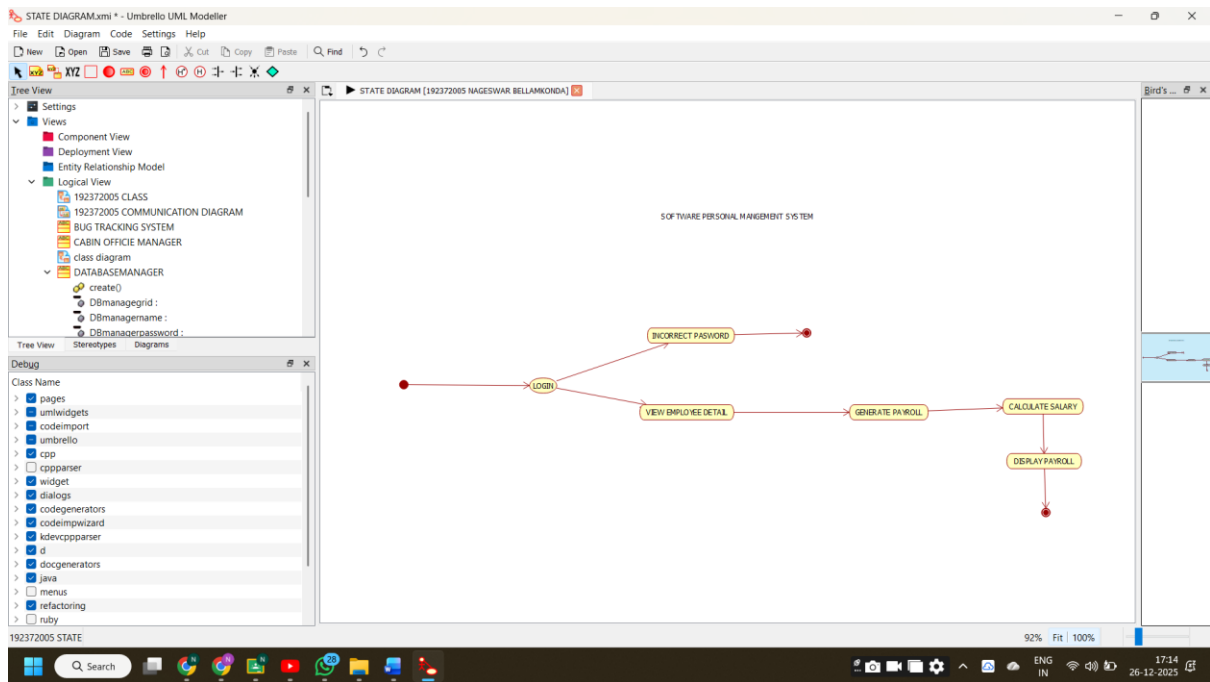 STATE DIAGRAM.xmi * - Umbrello UML Modeller
File Edit Diagram Code Settings Help
New Open Save Cut Copy Paste Find
XYZ XYZ ABC H* H
Tree View
Settings
Views
Component View
Deployment View
Entity Relationship Model
Logical View
192372005 CLASS
192372005 COMMUNICATION DIAGRAM
BUG TRACKING SYSTEM
CABIN OFFICIE MANAGER
class diagram
DATABASEMANAGER
create()
DBmanagegrid :
DBmanagername :
DBmanagerpassword :
Tree View Stereotypes Diagrams
Debug
Class Name
pages
umlwidgets
codeimport
umbrello
cpp
cppparser
widget
dialogs
codegenerators
codeimpwizard
kdevcppparser
d
docgenerators
java
menus
refactoring
ruby
STATE DIAGRAM [192372005 NAGESWAR BELLAMKONDA]
SOFTWARE PERSONAL MANGEMENT SYSTEM
INCORRECT PASWORD
LOGIN
VIEW EMPLOYEE DETAIL
GENERATE PAYROLL
CALCULATE SALARY
DISPLAY PAYROLL
Bird's ...
192372005 STATE
92% Fit 100%
Search
28
ENG
IN
17:14
26-12-2025